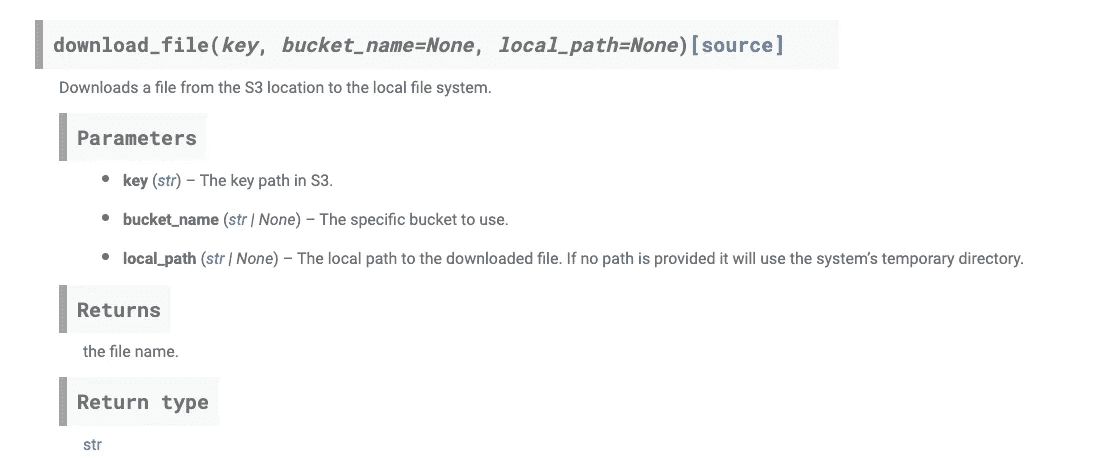 download_file(key, bucket_name=None, local_path=None)[source]
Downloads a file from the S3 location to the local file system.
Parameters
• key (str) – The key path in S3.
• bucket_name (str | None) – The specific bucket to use.
• local_path (str | None) – The local path to the downloaded file. If no path is provided it will use the system’s temporary directory.
Returns
the file name.
Return type
str